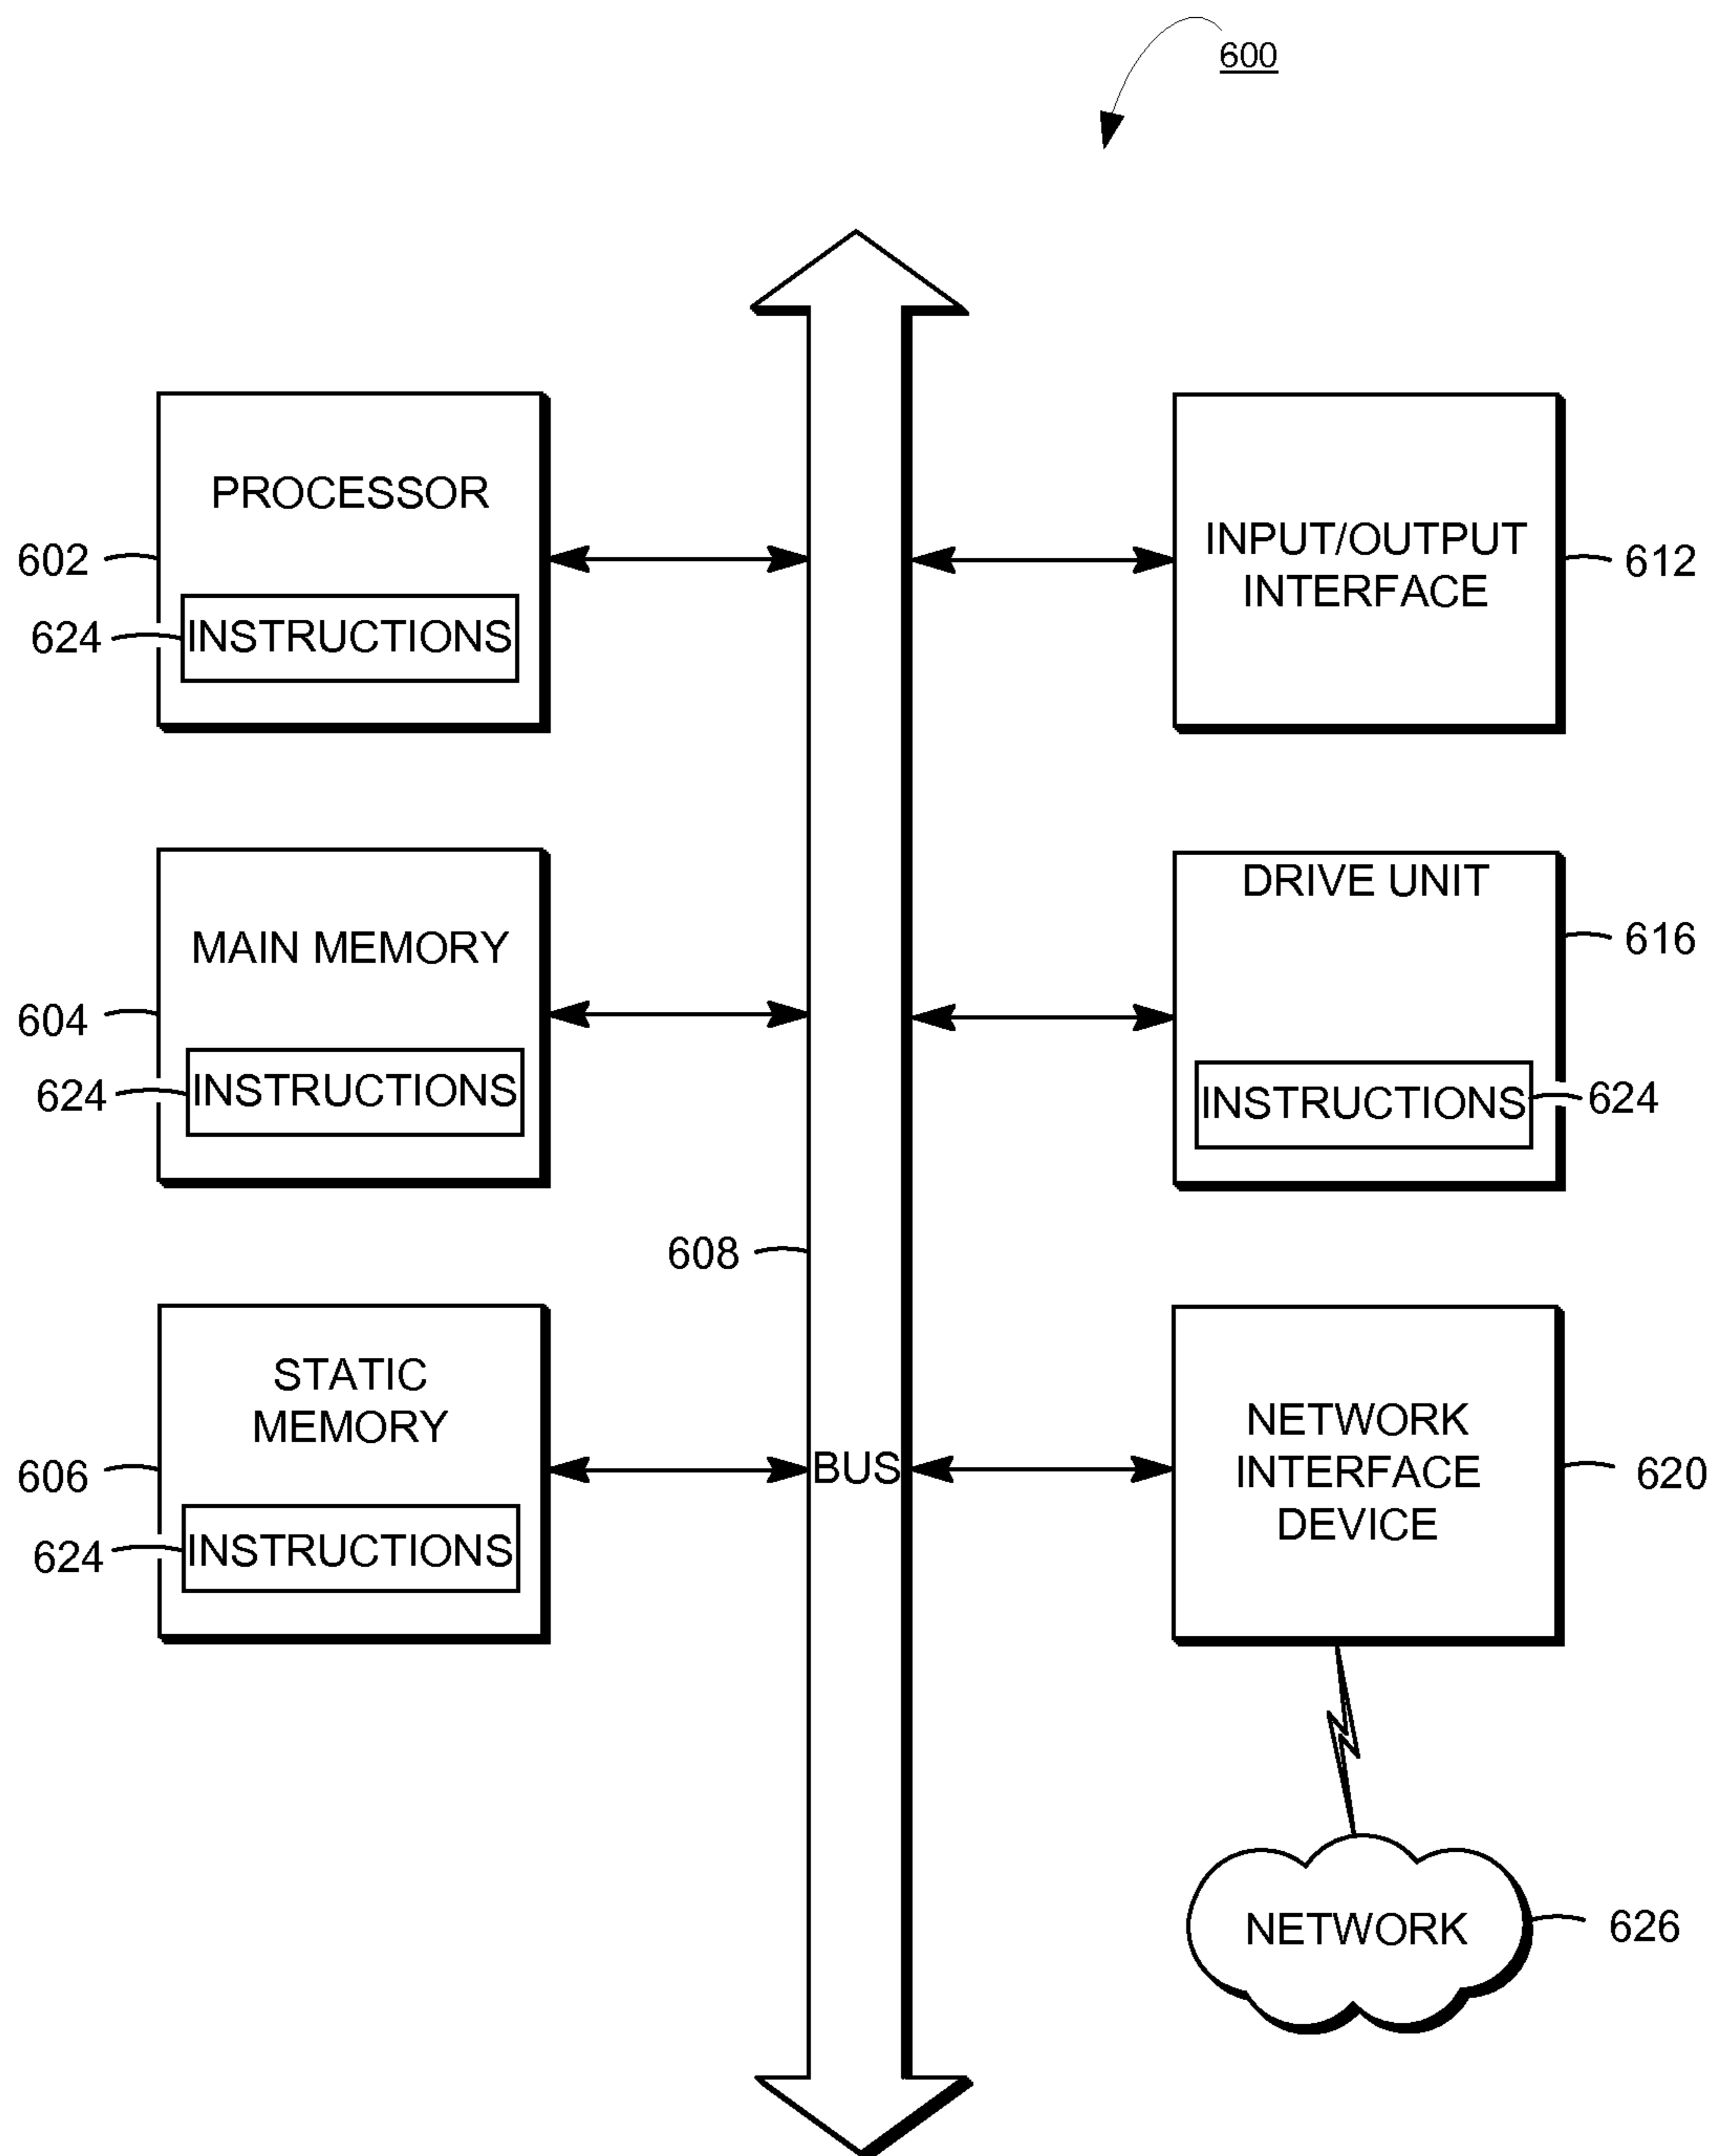 600
PROCESSOR
602
624
INSTRUCTIONS
INPUT/OUTPUT
INTERFACE
612
MAIN MEMORY
604
624
INSTRUCTIONS
DRIVE UNIT
616
INSTRUCTIONS
624
608
STATIC
MEMORY
606
624
INSTRUCTIONS
BUS
NETWORK
INTERFACE
DEVICE
620
NETWORK
626